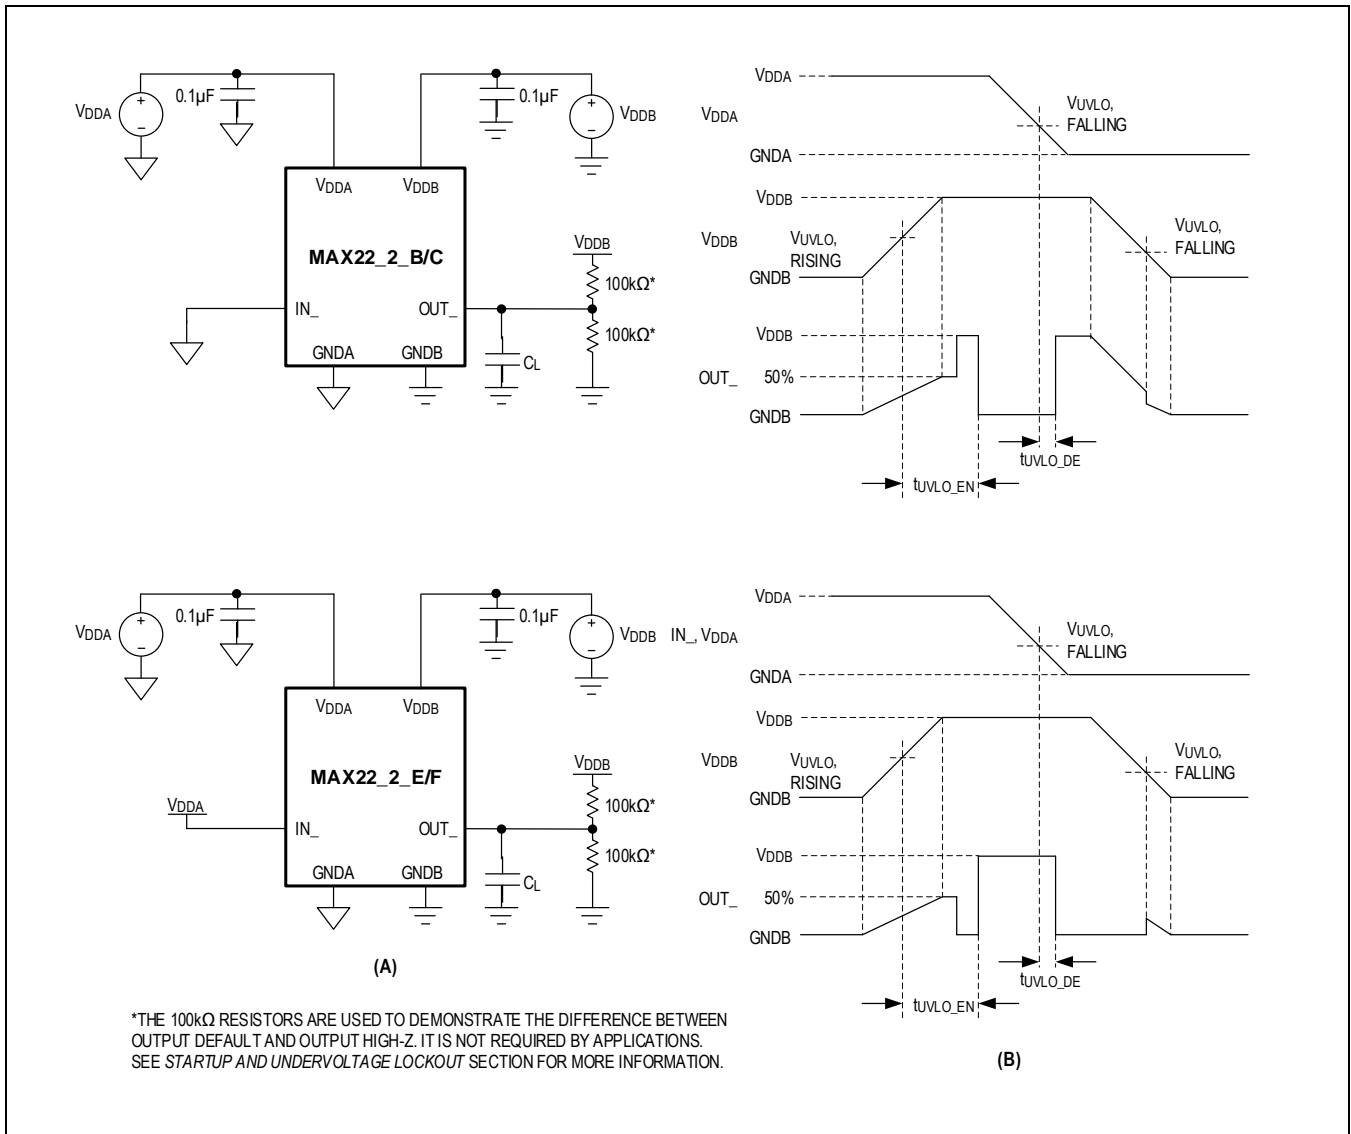 VDDA
0.1µF
0.1µF
VDDB
VDDA
VDDB
MAX22_2_B/C
IN_
OUT_
GNDA
GNDB
VDDB
100kΩ*
100kΩ*
CL
VDDA
VDDA
VUVLO,
FALLING
GNDA
VDDB
VDDB
VUVLO,
RISING
VUVLO,
FALLING
GNDB
VDDB
OUT_
50%
GNDB
tUVLO_DE
tUVLO_EN
VDDA
0.1µF
0.1µF
VDDB
VDDA
VDDB
MAX22_2_E/F
VDDA
IN_
OUT_
GNDA
GNDB
VDDB
100kΩ*
100kΩ*
CL
(A)
VDDA
IN_, VDDA
VUVLO,
FALLING
GNDA
VDDB
VDDB
VUVLO,
RISING
VUVLO,
FALLING
GNDB
VDDB
OUT_
50%
GNDB
tUVLO_DE
tUVLO_EN
(B)
*THE 100kΩ RESISTORS ARE USED TO DEMONSTRATE THE DIFFERENCE BETWEEN
OUTPUT DEFAULT AND OUTPUT HIGH-Z. IT IS NOT REQUIRED BY APPLICATIONS.
SEE STARTUP AND UNDERVOLTAGE LOCKOUT SECTION FOR MORE INFORMATION.